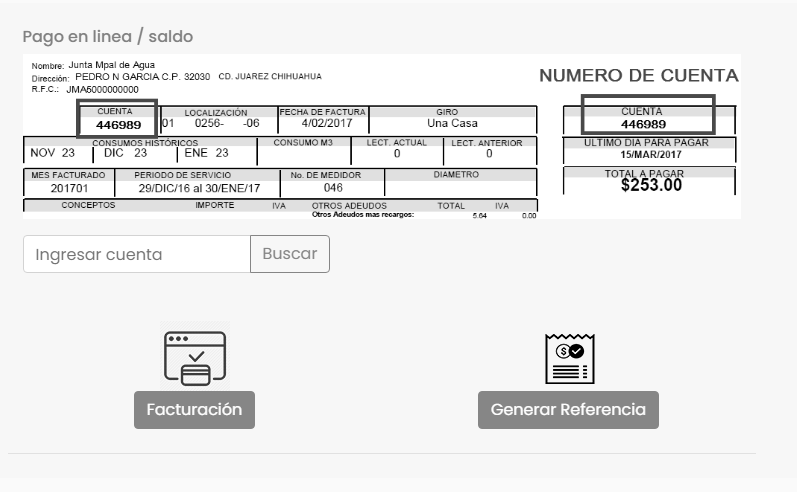 Pago en linea / saldo
Nombre: Junta Mpal de Agua
Dirección: PEDRO N GARCIA C.P. 32030 CD. JUAREZ CHIHUAHUA
R.F.C.: JMA5000000000
NUMERO DE CUENTA
CUENTA LOCALIZACIÓN FECHA DE FACTURA GIRO CUENTA
446989 01 0256- -06 4/02/2017 Una Casa 446989
CONSUMOS HISTÓRICOS CONSUMO M3 LECT. ACTUAL LECT. ANTERIOR ULTIMO DIA PARA PAGAR
NOV 23 DIC 23 ENE 23 0 0 15/MAR/2017
MES FACTURADO PERIODO DE SERVICIO No. DE MEDIDOR DIAMETRO TOTAL A PAGAR
201701 29/DIC/16 al 30/ENE/17 046 $253.00
CONCEPTOS IMPORTE IVA OTROS ADEUDOS TOTAL IVA
Otros Adeudos mas recargos: 5.64 0.00
Ingresar cuenta Buscar
Facturación Generar Referencia